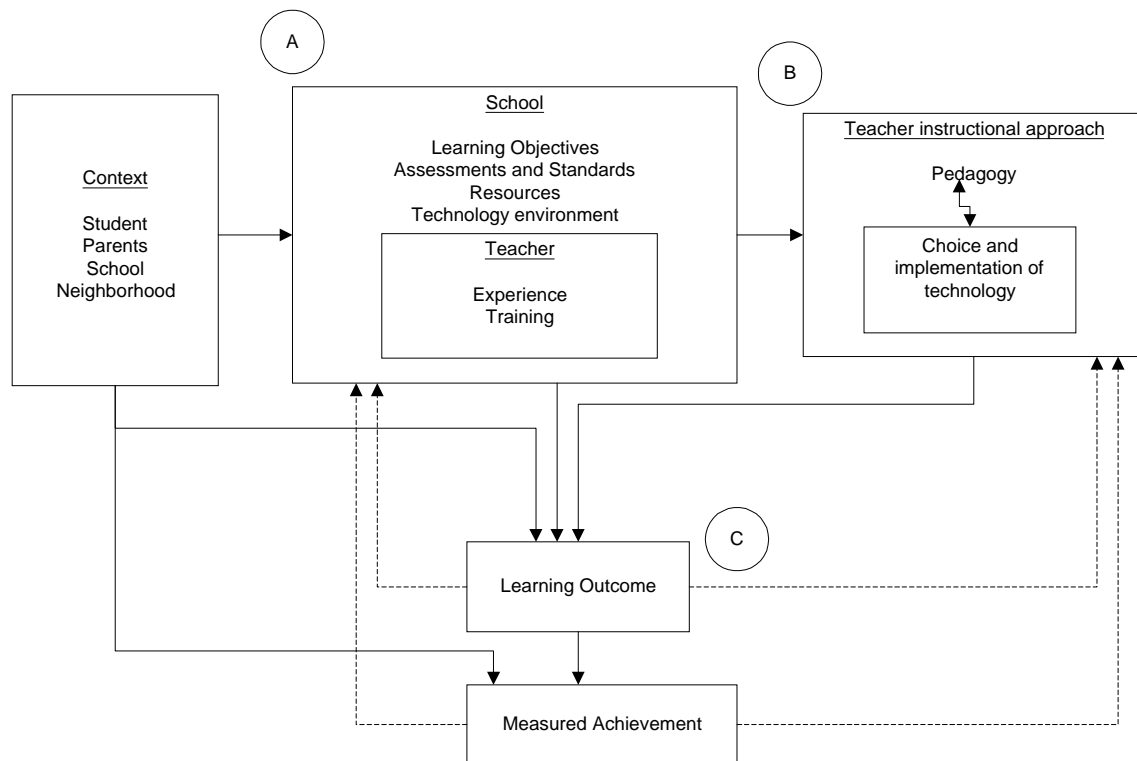 A
B
School
Learning Objectives
Assessments and Standards
Resources
Technology environment
Teacher
Experience
Training
Teacher instructional approach
Pedagogy
Choice and
implementation of
technology
Context
Student
Parents
School
Neighborhood
C
Learning Outcome
Measured Achievement